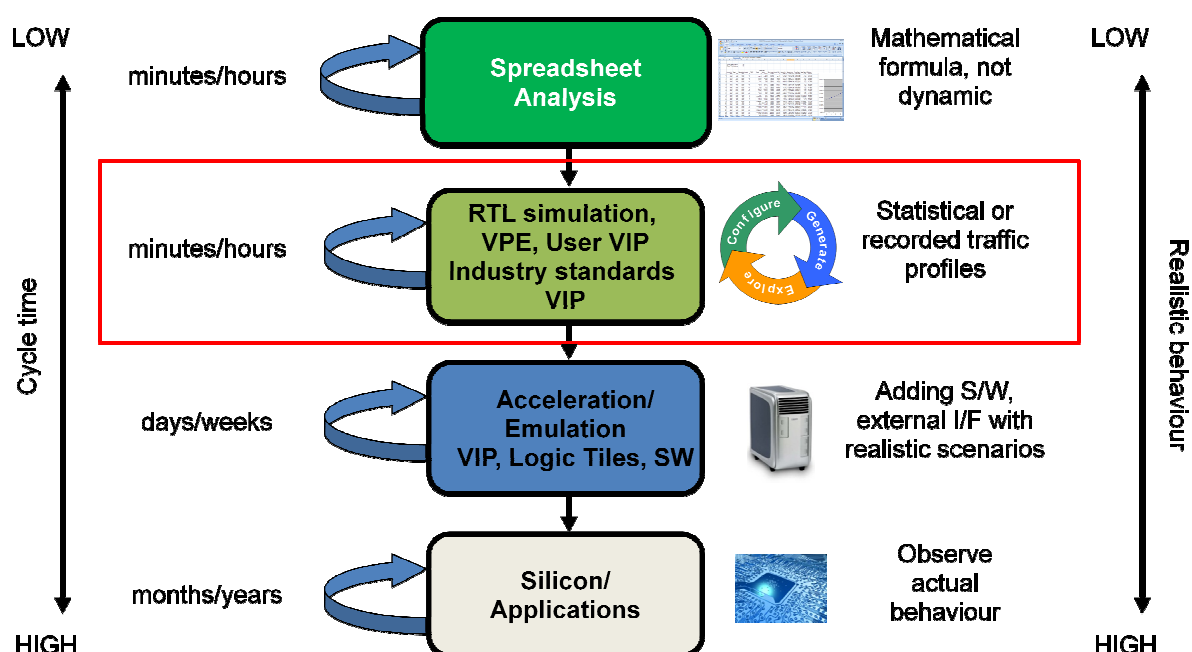 LOW
LOW
minutes/hours
Spreadsheet
Analysis
Mathematical
formula, not
dynamic
minutes/hours
RTL simulation,
VPE, User VIP
Industry standards
VIP
Configure
Generate
Explore
Statistical or
recorded traffic
profiles
Cycle time
Realistic behaviour
days/weeks
Acceleration/
Emulation
VIP, Logic Tiles, SW
Adding S/W,
external I/F with
realistic scenarios
months/years
Silicon/
Applications
Observe
actual
behaviour
HIGH
HIGH